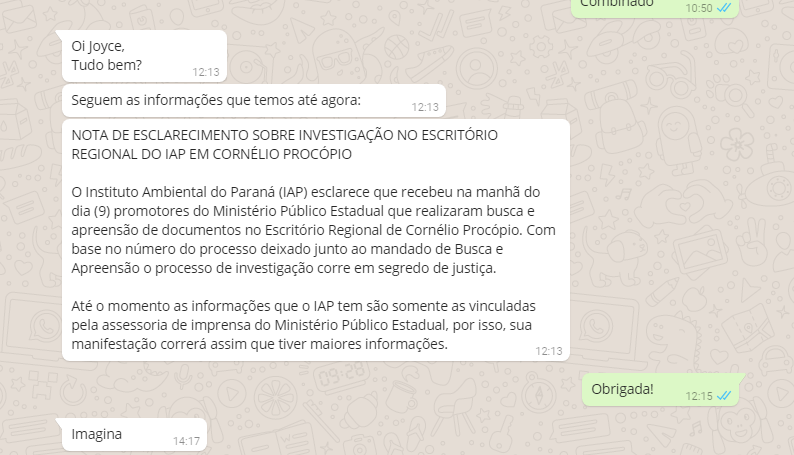 Combinado
10:50
Oi Joyce,
Tudo bem?
12:13
Seguem as informações que temos até agora:
12:13
NOTA DE ESCLARECIMENTO SOBRE INVESTIGAÇÃO NO ESCRITÓRIO
REGIONAL DO IAP EM CORNÉLIO PROCÓPIO
O Instituto Ambiental do Paraná (IAP) esclarece que recebeu na manhã do
dia (9) promotores do Ministério Público Estadual que realizaram busca e
apreensão de documentos no Escritório Regional de Cornélio Procópio. Com
base no número do processo deixado junto ao mandado de Busca e
Apreensão o processo de investigação corre em segredo de justiça.
Até o momento as informações que o IAP tem são somente as vinculadas
pela assessoria de imprensa do Ministério Público Estadual, por isso, sua
manifestação correrá assim que tiver maiores informações.
12:13
Obrigada!
12:15
Imagina
14:17